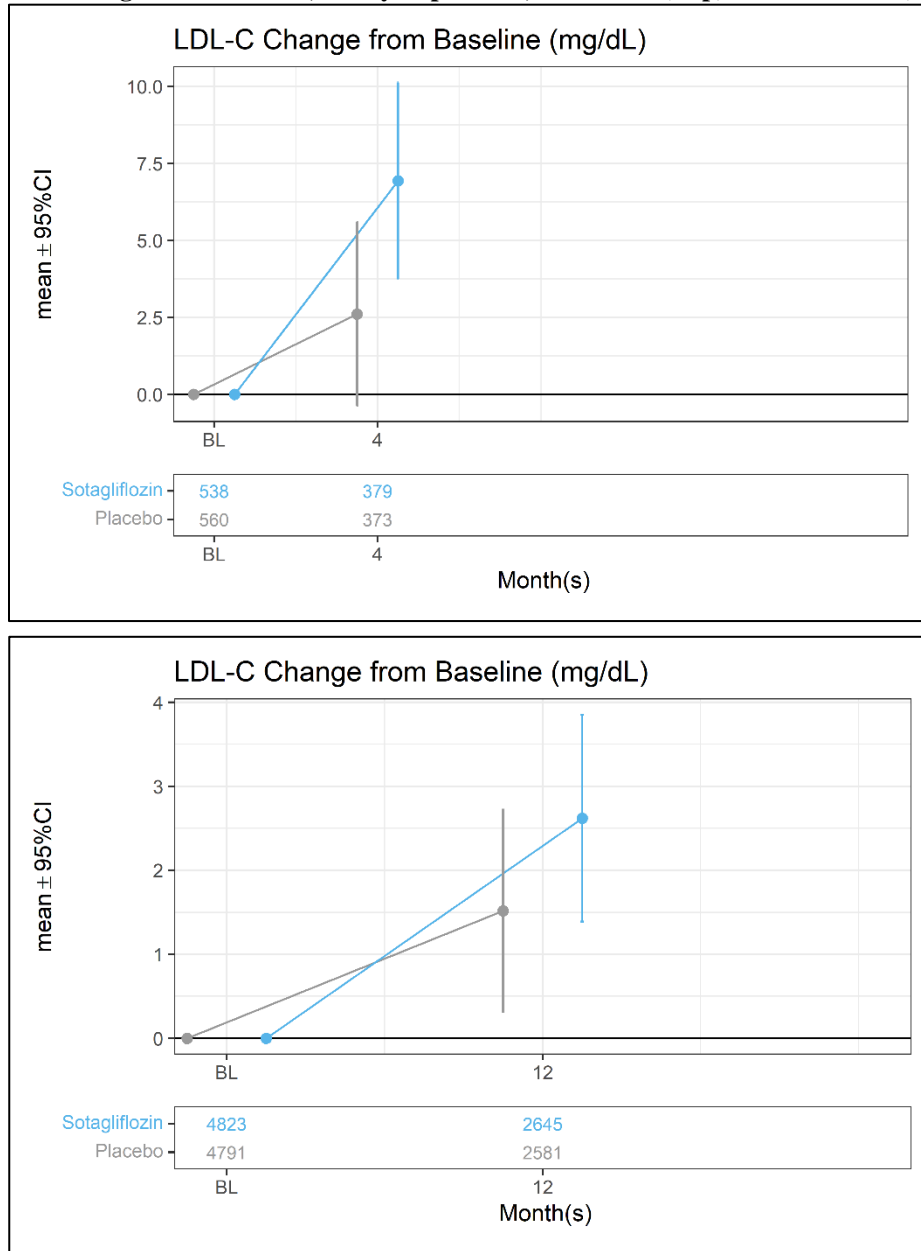 LDL-C Change from Baseline (mg/dL)
10.0
7.5
5.0
2.5
0.0
mean ± 95%CI
BL 4
Sotagliflozin 538 379
Placebo 560 373
BL 4
Month(s)
LDL-C Change from Baseline (mg/dL)
4
3
2
1
0
mean ± 95%CI
BL 12
Sotagliflozin 4823 2645
Placebo 4791 2581
BL 12
Month(s)